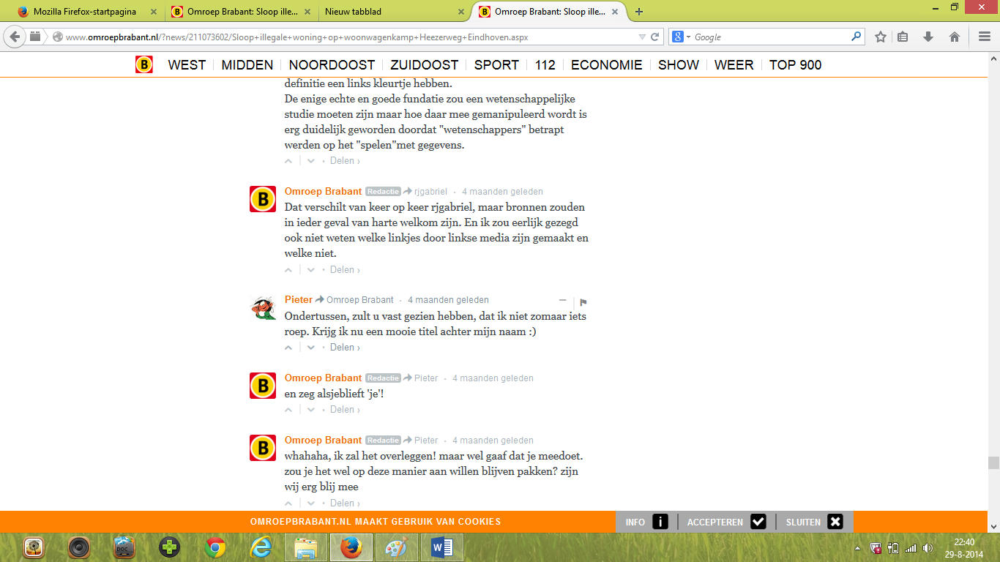 Mozilla Firefox-startpagina
Omroep Brabant: Sloop ille...
Nieuw tabblad
Omroep Brabant: Sloop ille...
www.omroepbrabant.nl/?news/211073602/Sloop+illegale+woning+op+woonwagenkamp+Heezerweg+Eindhoven.aspx
Google
B WEST MIDDEN NOORDOOST ZUIDOOST SPORT 112 ECONOMIE SHOW WEER TOP 900
definitie een links kleurtje hebben.
De enige echte en goede fundatie zou een wetenschappelijke
studie moeten zijn maar hoe daar mee gemanipuleerd wordt is
erg duidelijk geworden doordat "wetenschappers" betrapt
werden op het "spelen"met gegevens.
• Delen ›
B
Omroep Brabant Redactie rjgabriel • 4 maanden geleden
Dat verschilt van keer op keer rjgabriel, maar bronnen zouden
in ieder geval van harte welkom zijn. En ik zou eerlijk gezegd
ook niet weten welke linkjes door linkse media zijn gemaakt en
welke niet.
• Delen ›
Pieter Omroep Brabant • 4 maanden geleden
Ondertussen, zult u vast gezien hebben, dat ik niet zomaar iets
roep. Krijg ik nu een mooie titel achter mijn naam :)
• Delen ›
B
Omroep Brabant Redactie Pieter • 4 maanden geleden
en zeg alsjeblieft 'je'!
• Delen ›
B
Omroep Brabant Redactie Pieter • 4 maanden geleden
whahaha, ik zal het overleggen! maar wel gaaf dat je meedoet.
zou je het wel op deze manier aan willen blijven pakken? zijn
wij erg blij mee
• Delen ›
OMROEPBRABANT.NL MAAKT GEBRUIK VAN COOKIES
INFO i ACCEPTEREN SLUITEN
DOC
22:40
29-8-2014